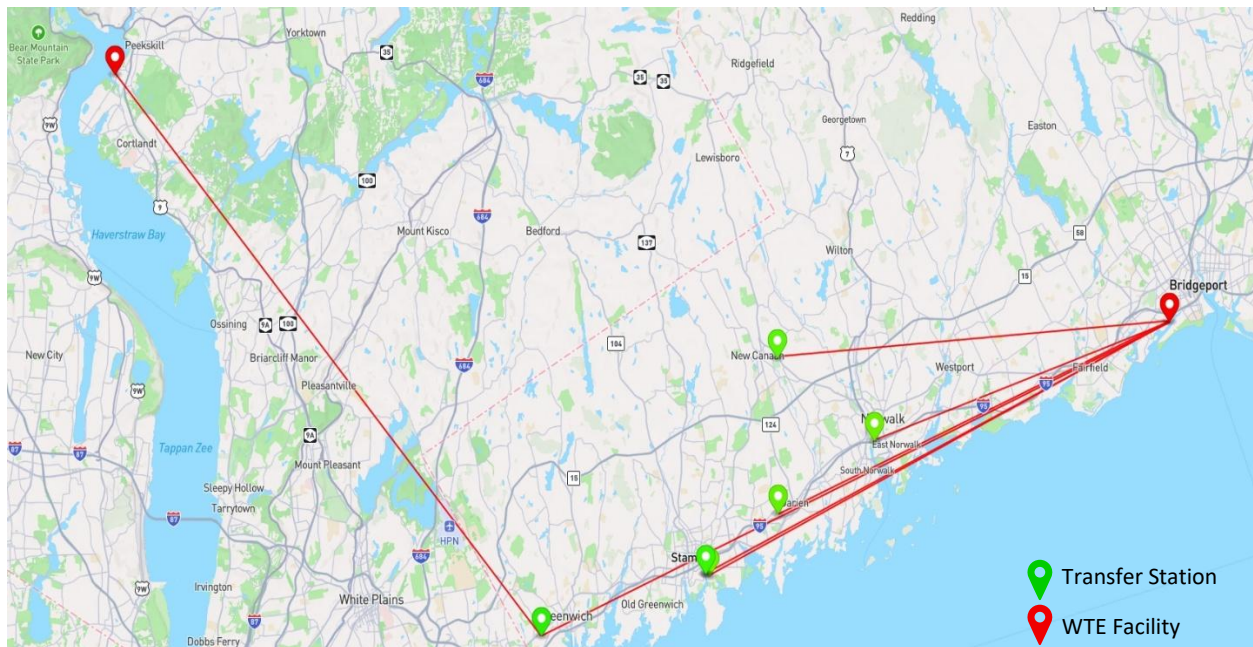 Bear Mountain
State Park
Peekskill
Yorktown
35
684
35
35
Ridgefield
Redding
Georgetown
7
Easton
9W
Cortlandt
100
9
Lewisboro
Haverstraw Bay
Mount Kisco
684
Bedford
137
58
Wilton
15
9W
Bridgeport
Ossining
9A
100
New City
Briarcliff Manor
104
New Canaan
Pleasantville
684
Westport
Fairfield
95
9W
95
124
Norwalk
East Norwalk
87
87
Tappan Zee
9A
Mount Pleasant
15
South Norwalk
Sleepy Hollow
Tarrytown
87
HPN
95
Darien
684
Stam
9W
Irvington
White Plains
Old Greenwich
Transfer Station
87
Greenwich
WTE Facility
Dobbs Ferry